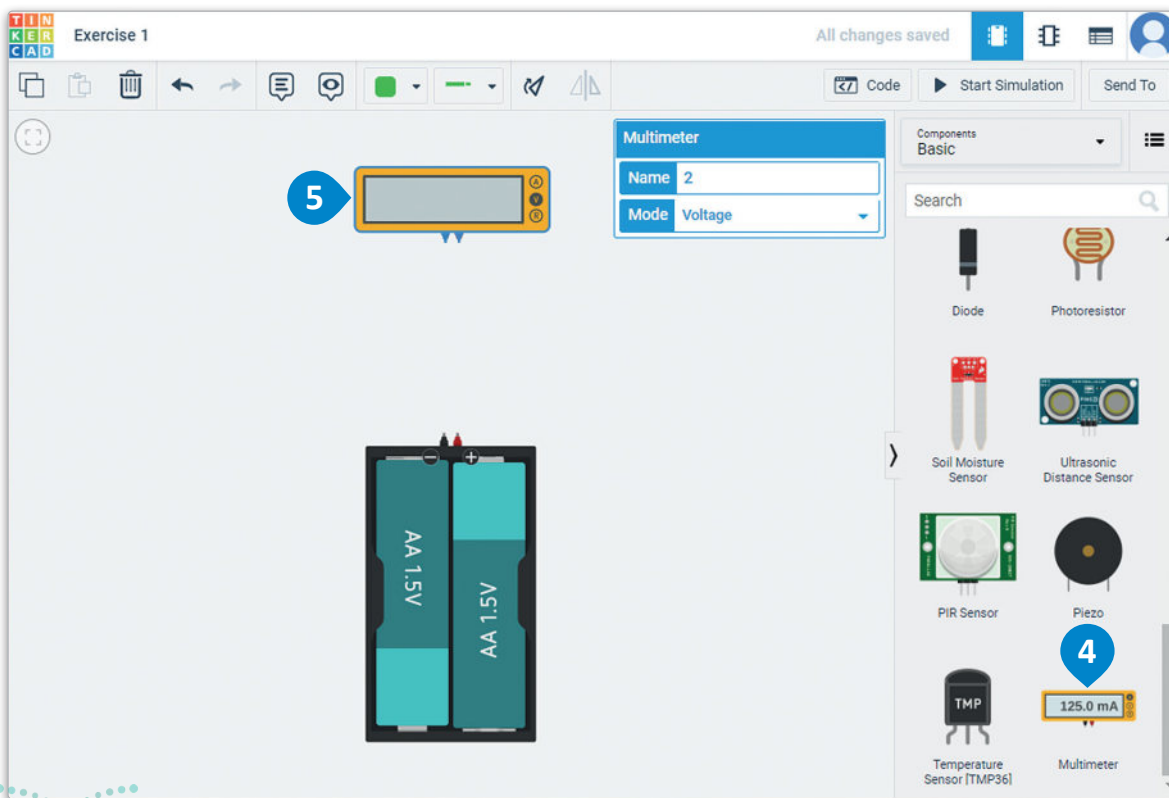 TIN
KER
CAD
Exercise 1
All changes saved
Code
Start Simulation
Send To
Components
Basic
Search
5
Multimeter
Name 2
Mode Voltage
A
V
R
Diode
Photoresistor
Soil Moisture
Sensor
Ultrasonic
Distance Sensor
PIR Sensor
Piezo
4
TMP
125.0 mA
Temperature
Sensor [TMP36]
Multimeter
AA 1.5V
AA 1.5V